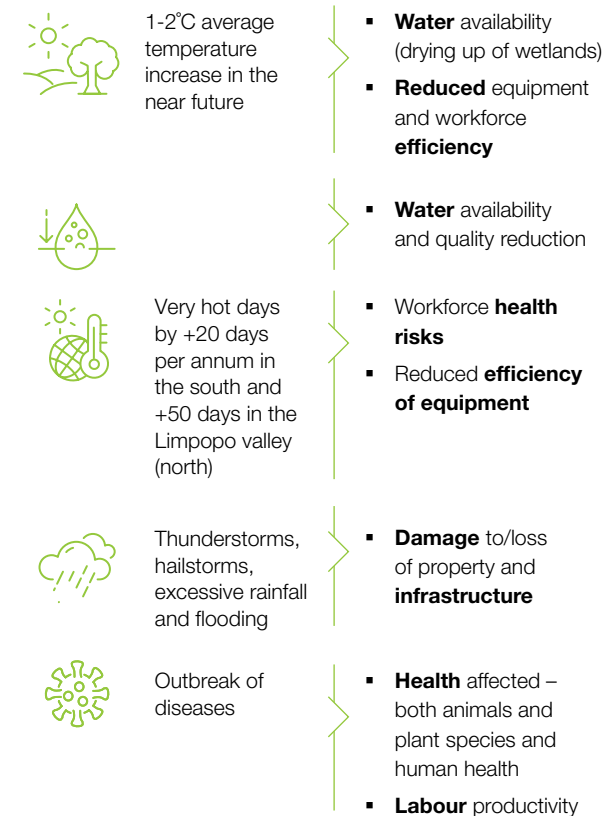 1-2˚C average
temperature
increase in the
near future
▪ Water availability
(drying up of wetlands)
▪ Reduced equipment
and workforce
efficiency
▪ Water availability
and quality reduction
Very hot days
by +20 days
per annum in
the south and
+50 days in the
Limpopo valley
(north)
▪ Workforce health
risks
▪ Reduced efficiency
of equipment
Thunderstorms,
hailstorms,
excessive rainfall
and flooding
▪ Damage to/loss
of property and
infrastructure
Outbreak of
diseases
▪ Health affected –
both animals and
plant species and
human health
▪ Labour productivity